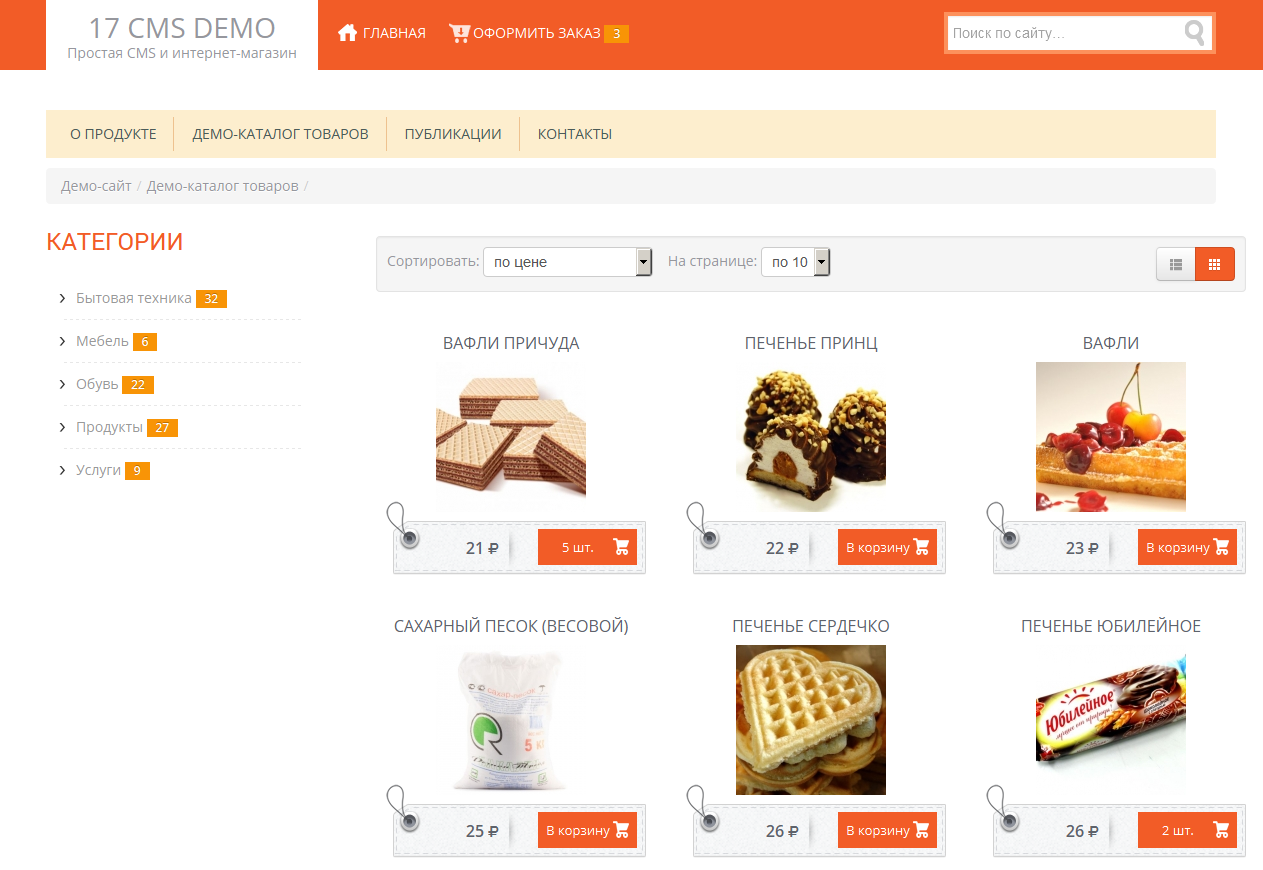 17 CMS DEMO
Простая CMS и интернет-магазин
ГЛАВНАЯ
ОФОРМИТЬ ЗАКАЗ 3
Поиск по сайту...
О ПРОДУКТЕ
ДЕМО-КАТАЛОГ ТОВАРОВ
ПУБЛИКАЦИИ
КОНТАКТЫ
Демо-сайт / Демо-каталог товаров /
КАТЕГОРИИ
Бытовая техника 32
Мебель 6
Обувь 22
Продукты 27
Услуги 9
Сортировать: по цене
На странице: по 10
ВАФЛИ ПРИЧУДА
21 ₽
5 шт.
ПЕЧЕНЬЕ ПРИНЦ
22 ₽
В корзину
ВАФЛИ
23 ₽
В корзину
САХАРНЫЙ ПЕСОК (ВЕСОВОЙ)
5 кг
25 ₽
В корзину
ПЕЧЕНЬЕ СЕРДЕЧКО
26 ₽
В корзину
ПЕЧЕНЬЕ ЮБИЛЕЙНОЕ
Юбилейное
26 ₽
2 шт.